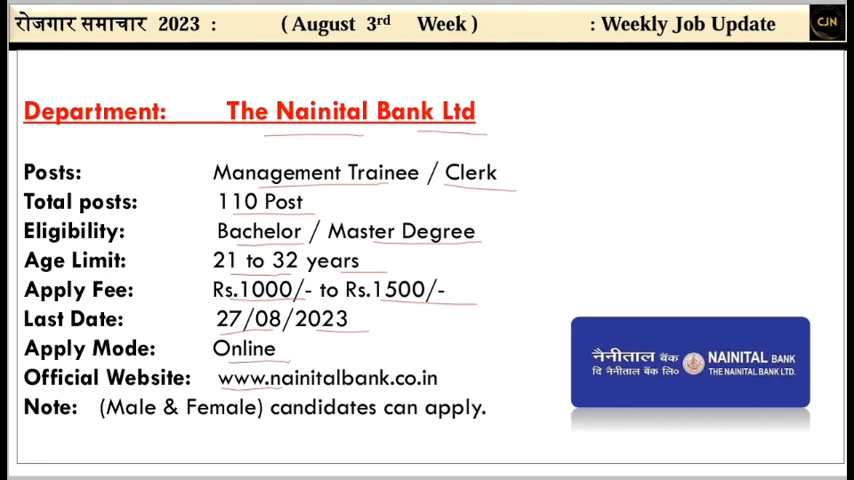 रोजगार समाचार 2023 : ( August 3rd Week ) : Weekly Job Update
CJN
Department: The Nainital Bank Ltd
Posts: Management Trainee / Clerk
Total posts: 110 Post
Eligibility: Bachelor / Master Degree
Age Limit: 21 to 32 years
Apply Fee: Rs.1000/- to Rs.1500/-
Last Date: 27/08/2023
Apply Mode: Online
Official Website: www.nainitalbank.co.in
Note: (Male & Female) candidates can apply.
नैनीताल बैंक NAINITAL BANK
दि नैनीताल बैंक लि० THE NAINITAL BANK LTD.